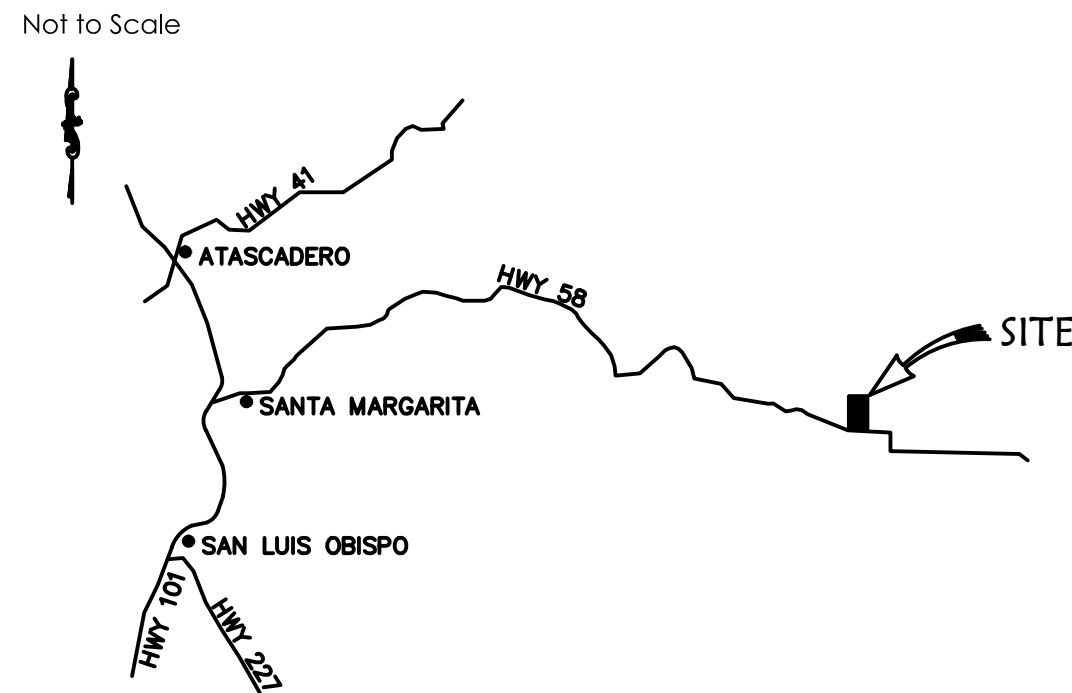 Not to Scale
HWY 41
ATASCADERO
HWY 58
SITE
SANTA MARGARITA
SAN LUIS OBISPO
HWY 101
HWY 227